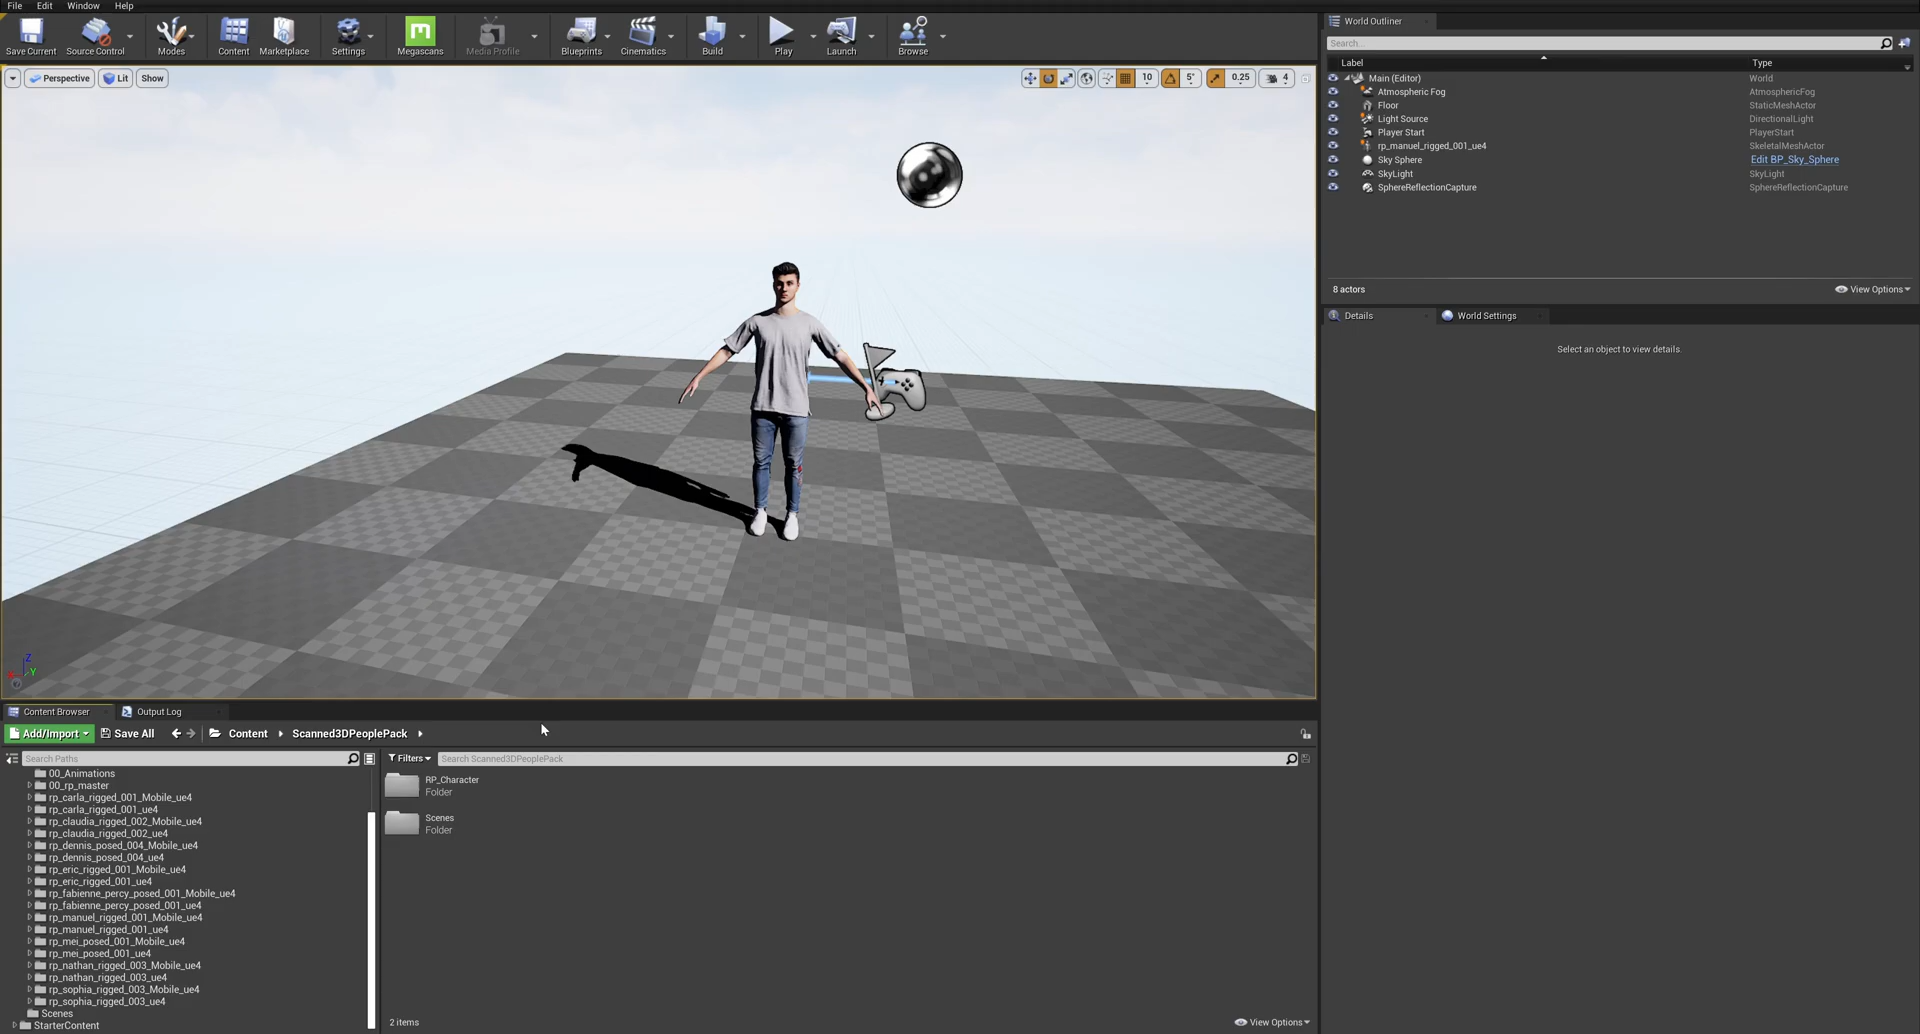 File Edit Window Help
Save Current Source Control Modes Content Marketplace Settings Megascans Media Profile Blueprints Cinematics Build Play Launch Browse
Perspective Lit Show
10 5° 0.25 4
World Outliner
Search...
Label Type
Main (Editor) World
Atmospheric Fog AtmosphericFog
Floor StaticMeshActor
Light Source DirectionalLight
Player Start PlayerStart
rp_manuel_rigged_001_ue4 SkeletalMeshActor
Sky Sphere Edit BP_Sky_Sphere
SkyLight SkyLight
SphereReflectionCapture SphereReflectionCapture
8 actors View Options
Details World Settings
Select an object to view details.
Z
Y
Content Browser Output Log
Add/Import Save All Content Scanned3DPeoplePack
Search Paths
Filters Search Scanned3DPeoplePack
00_Animations
00_rp_master
rp_carla_rigged_001_Mobile_ue4
rp_carla_rigged_001_ue4
rp_claudia_rigged_002_Mobile_ue4
rp_claudia_rigged_002_ue4
rp_dennis_posed_004_Mobile_ue4
rp_dennis_posed_004_ue4
rp_eric_rigged_001_Mobile_ue4
rp_eric_rigged_001_ue4
rp_fabienne_percy_posed_001_Mobile_ue4
rp_fabienne_percy_posed_001_ue4
rp_manuel_rigged_001_Mobile_ue4
rp_manuel_rigged_001_ue4
rp_mei_posed_001_Mobile_ue4
rp_mei_posed_001_ue4
rp_nathan_rigged_003_Mobile_ue4
rp_nathan_rigged_003_ue4
rp_sophia_rigged_003_Mobile_ue4
rp_sophia_rigged_003_ue4
Scenes
StarterContent
RP_Character
Folder
Scenes
Folder
2 items View Options